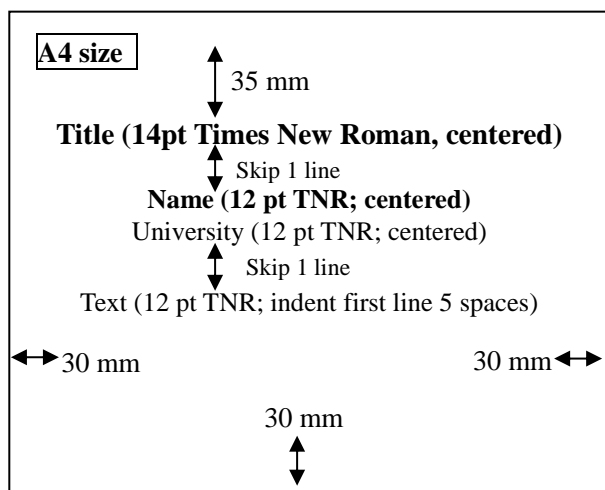 A4 size
35 mm
Title (14pt Times New Roman, centered)
Skip 1 line
Name (12 pt TNR; centered)
University (12 pt TNR; centered)
Skip 1 line
Text (12 pt TNR; indent first line 5 spaces)
30 mm 30 mm
30 mm